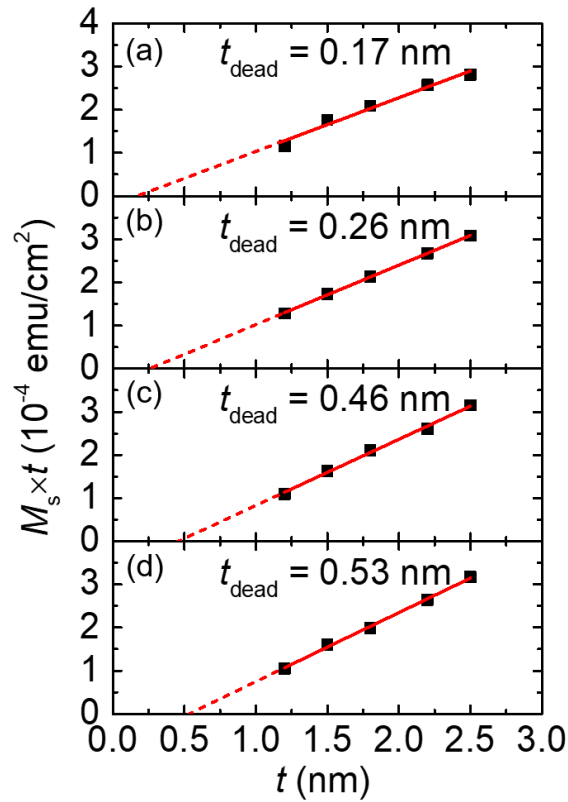 4
(a) t_dead = 0.17 nm
3
2
1
0
(b) t_dead = 0.26 nm
3
2
1
0
(c) t_dead = 0.46 nm
3
2
1
0
(d) t_dead = 0.53 nm
3
2
1
0
M_s×t (10^-4 emu/cm^2)
0.0 0.5 1.0 1.5 2.0 2.5 3.0
t (nm)